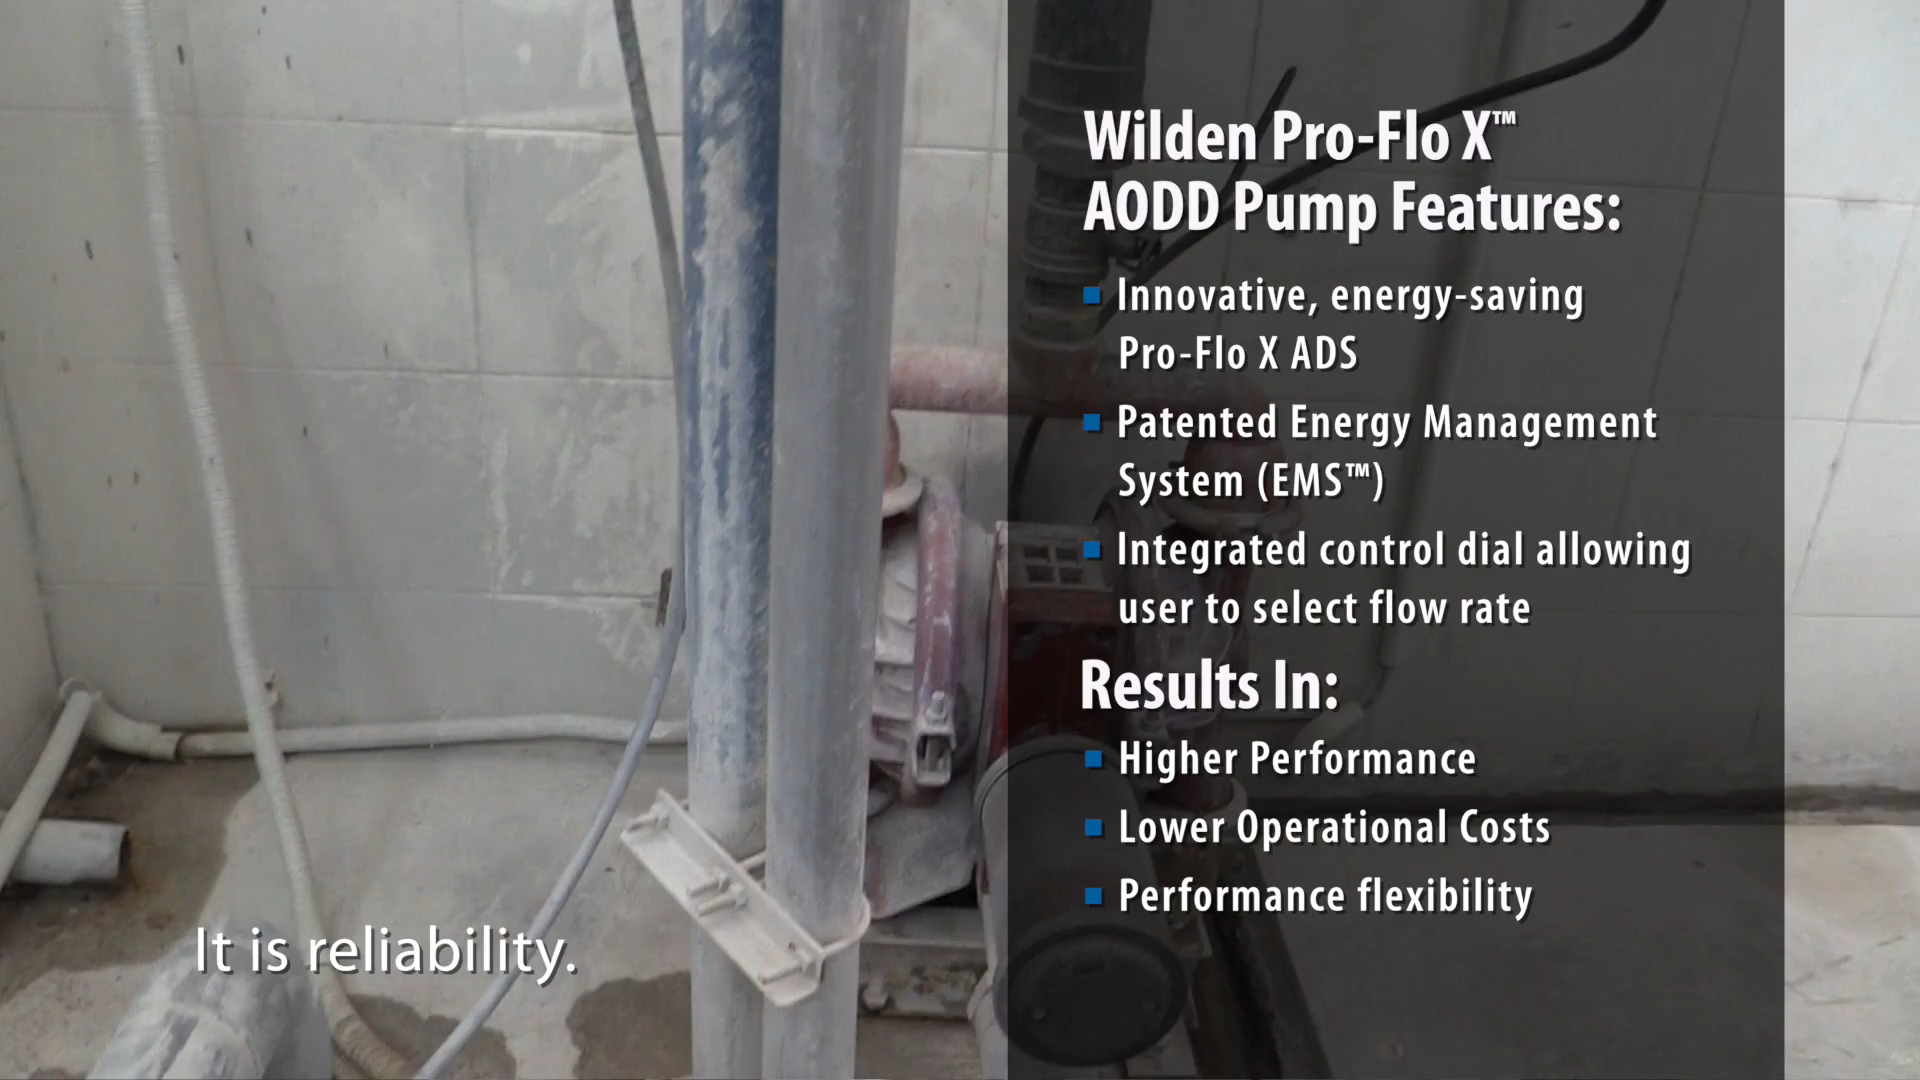 Wilden Pro-Flo X™
AODD Pump Features:
Innovative, energy-saving
Pro-Flo X ADS
Patented Energy Management
System (EMS™)
Integrated control dial allowing
user to select flow rate
Results In:
Higher Performance
Lower Operational Costs
Performance flexibility
It is reliability.